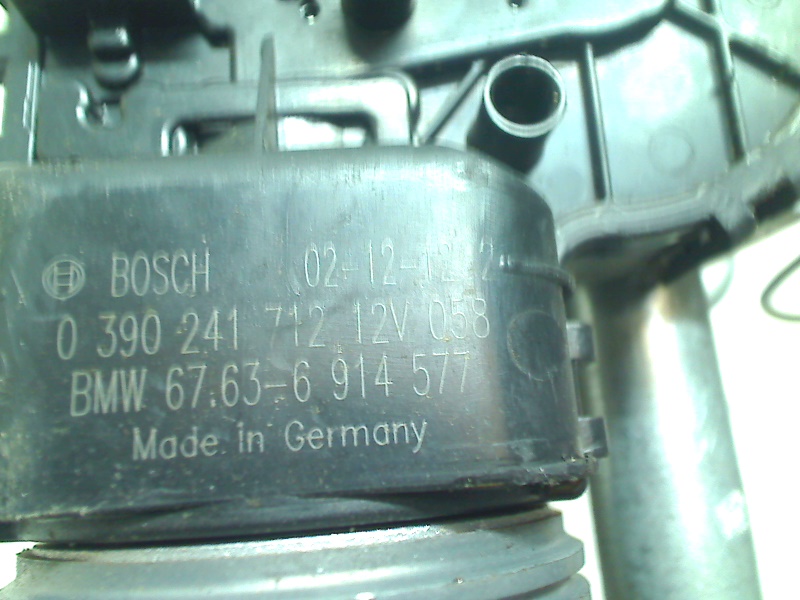 BOSCH 02-12-12 2
0 390 241 712 12V 058
BMW 67.63-6 914 577
Made in Germany